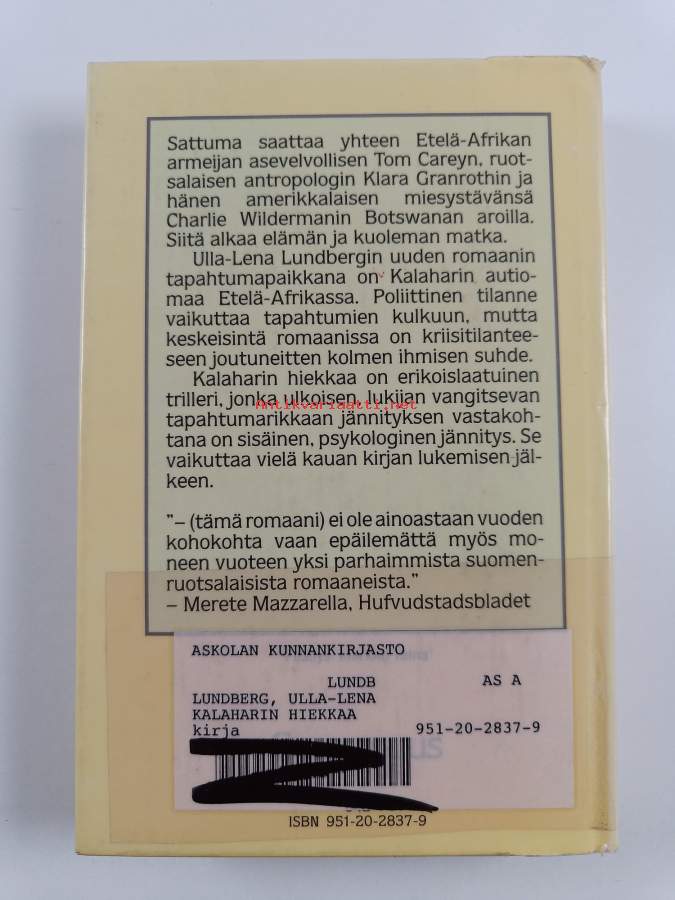 Sattuma saattaa yhteen Etelä-Afrikan
armeijan asevelvollisen Tom Careyn, ruot-
salaisen antropologin Klara Granrothin ja
hänen amerikkalaisen miesystävänsä
Charlie Wildermanin Botswanan aroilla.
Siitä alkaa elämän ja kuoleman matka.
Ulla-Lena Lundbergin uuden romaanin
tapahtumapaikkana on Kalaharin autio-
maa Etelä-Afrikassa. Poliittinen tilanne
vaikuttaa tapahtumien kulkuun, mutta
keskeisintä romaanissa on kriisitilantee-
seen joutuneitten kolmen ihmisen suhde.
Kalaharin hiekkaa on erikoislaatuinen
trilleri, jonka ulkoisen, lukijan vangitsevan
Antikvariaatti.net
tapahtumarikkaan jännityksen vastakoh-
tana on sisäinen, psykologinen jännitys. Se
vaikuttaa vielä kauan kirjan lukemisen jäl-
keen.
"– (tämä romaani) ei ole ainoastaan vuoden
kohokohta vaan epäilemättä myös mo-
neen vuoteen yksi parhaimmista suomen-
ruotsalaisista romaaneista."
– Merete Mazzarella, Hufvudstadsbladet
ASKOLAN KUNNANKIRJASTO
LUNDB AS A
LUNDBERG, ULLA-LENA
KALAHARIN HIEKKAA
kirja 951-20-2837-9
ISBN 951-20-2837-9